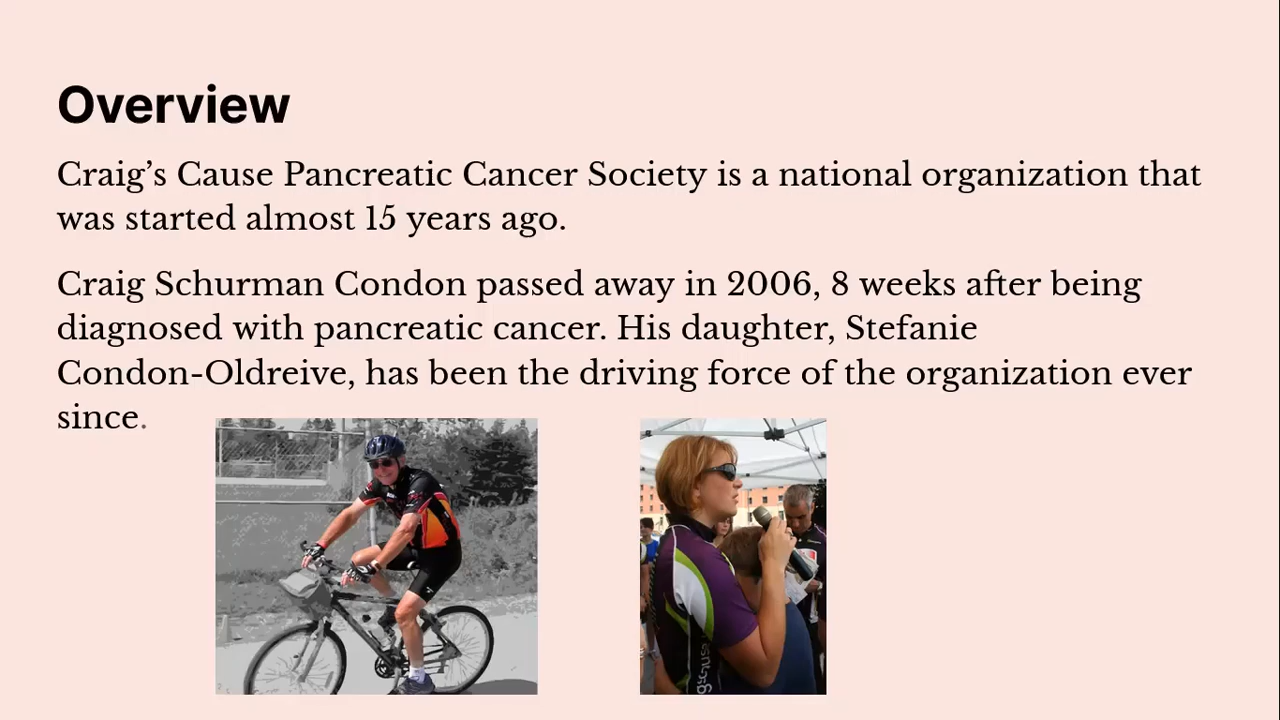 Overview
Craig’s Cause Pancreatic Cancer Society is a national organization that
was started almost 15 years ago.
Craig Schurman Condon passed away in 2006, 8 weeks after being
diagnosed with pancreatic cancer. His daughter, Stefanie
Condon-Oldreive, has been the driving force of the organization ever
since.